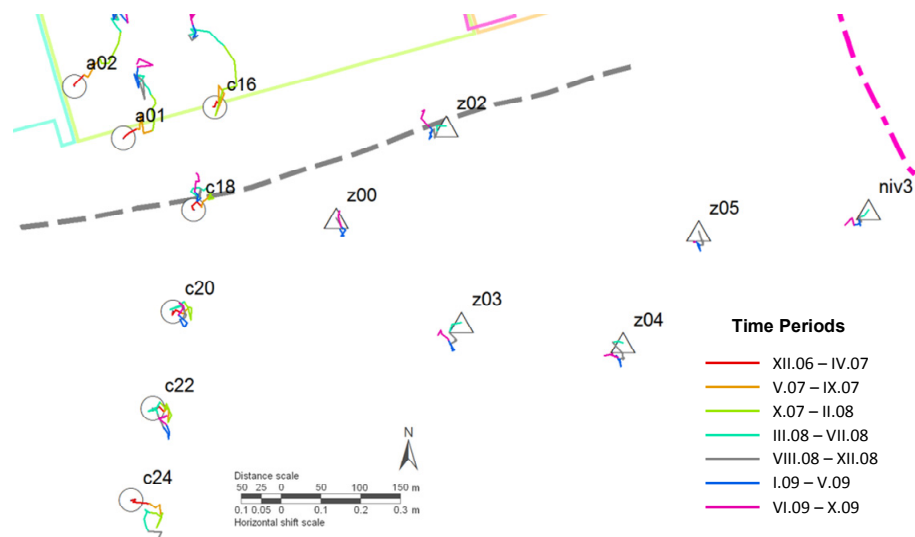 a02
c16
a01
z02
c18
z00
z05
niv3
c20
z03
z04
c22
c24
N
Distance scale
50 25 0 50 100 150 m
0.1 0.05 0 0.1 0.2 0.3 m
Horizontal shift scale
Time Periods
XII.06 – IV.07
V.07 – IX.07
X.07 – II.08
III.08 – VII.08
VIII.08 – XII.08
I.09 – V.09
VI.09 – X.09